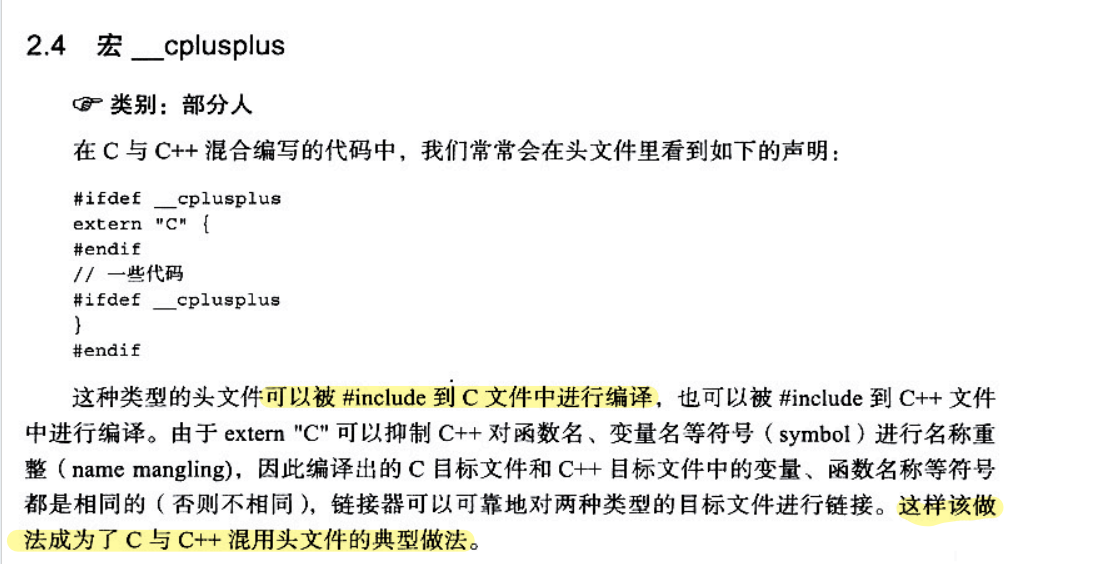 2.4 宏 __cplusplus
☞ 类别：部分人
在 C 与 C++ 混合编写的代码中，我们常常会在头文件里看到如下的声明：
#ifdef __cplusplus
extern "C" {
#endif
// 一些代码
#ifdef __cplusplus
}
#endif
这种类型的头文件可以被 #include 到 C 文件中进行编译，也可以被 #include 到 C++ 文件
中进行编译。由于 extern "C" 可以抑制 C++ 对函数名、变量名等符号（symbol）进行名称重
整（name mangling），因此编译出的 C 目标文件和 C++ 目标文件中的变量、函数名称等符号
都是相同的（否则不相同），链接器可以可靠地对两种类型的目标文件进行链接。这样该做
法成为了 C 与 C++ 混用头文件的典型做法。